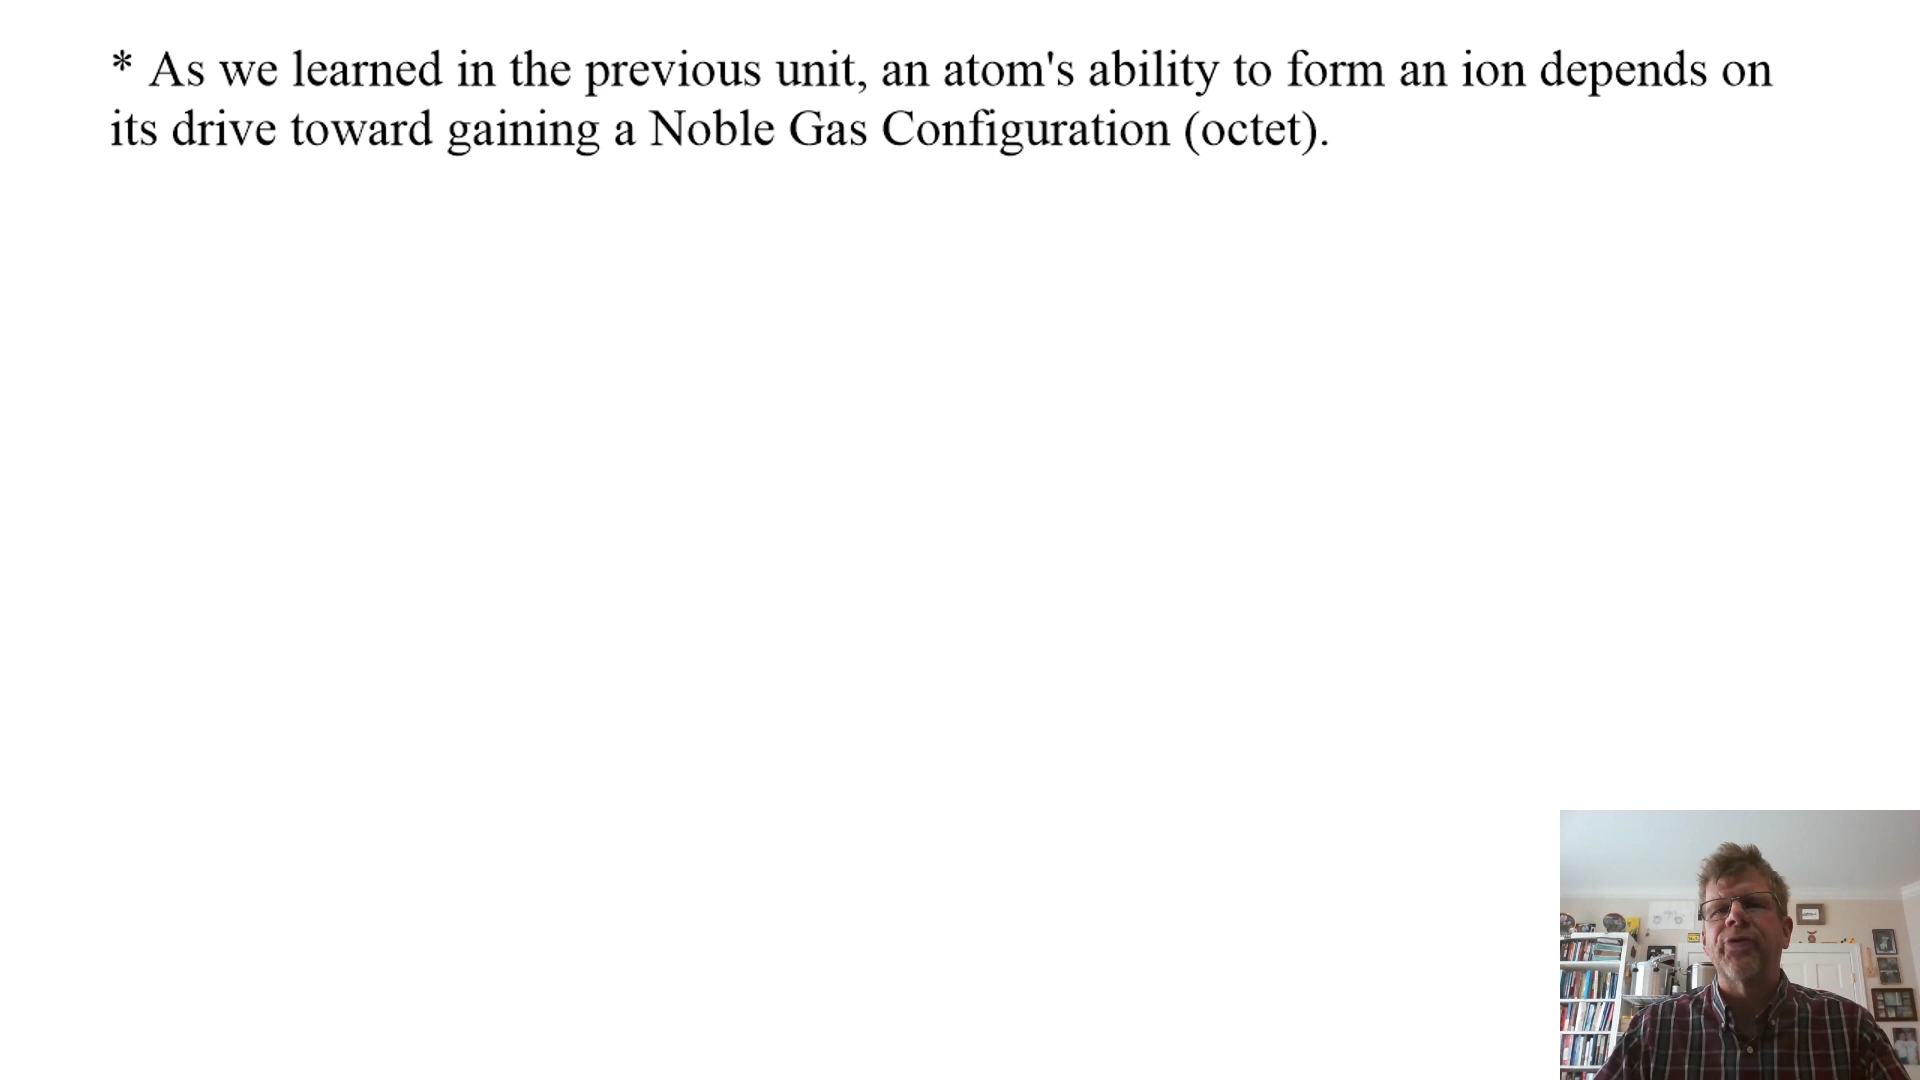 * As we learned in the previous unit, an atom's ability to form an ion depends on
its drive toward gaining a Noble Gas Configuration (octet).